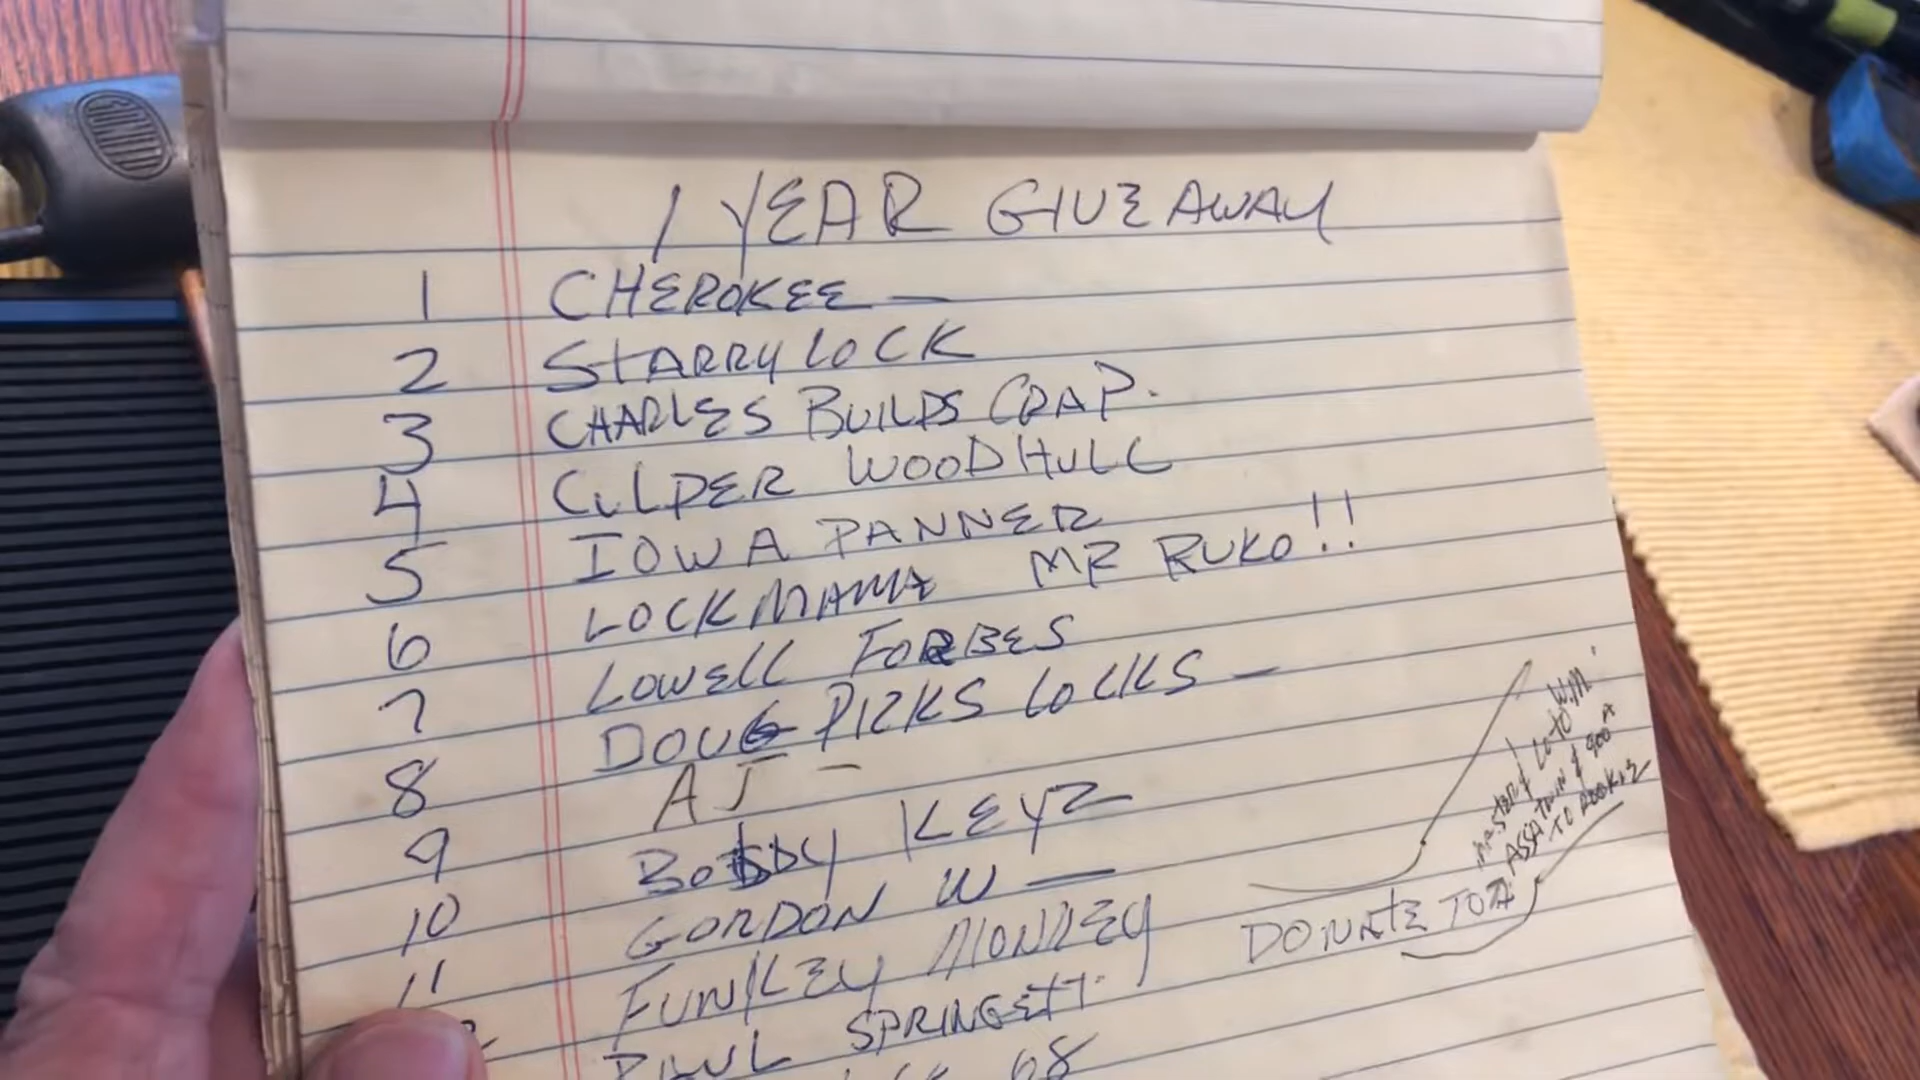 1 YEAR GIVEAWAY
1 CHEROKEE —
2 STARRYLOCK
3 CHARLES BUILDS CRAP.
4 CULPER WOODHULL
5 IOWA PANNER
6 LOCKMAMA MR RUKO!!
7 LOWELL FORBES
8 DOUG PICKS LOCKS —
9 AJ —
10 BOBBY KEYZ
11 GORDON W —
FUNKEY MONKEY
PAUL SPRINGETT.
68
DONATE TO A